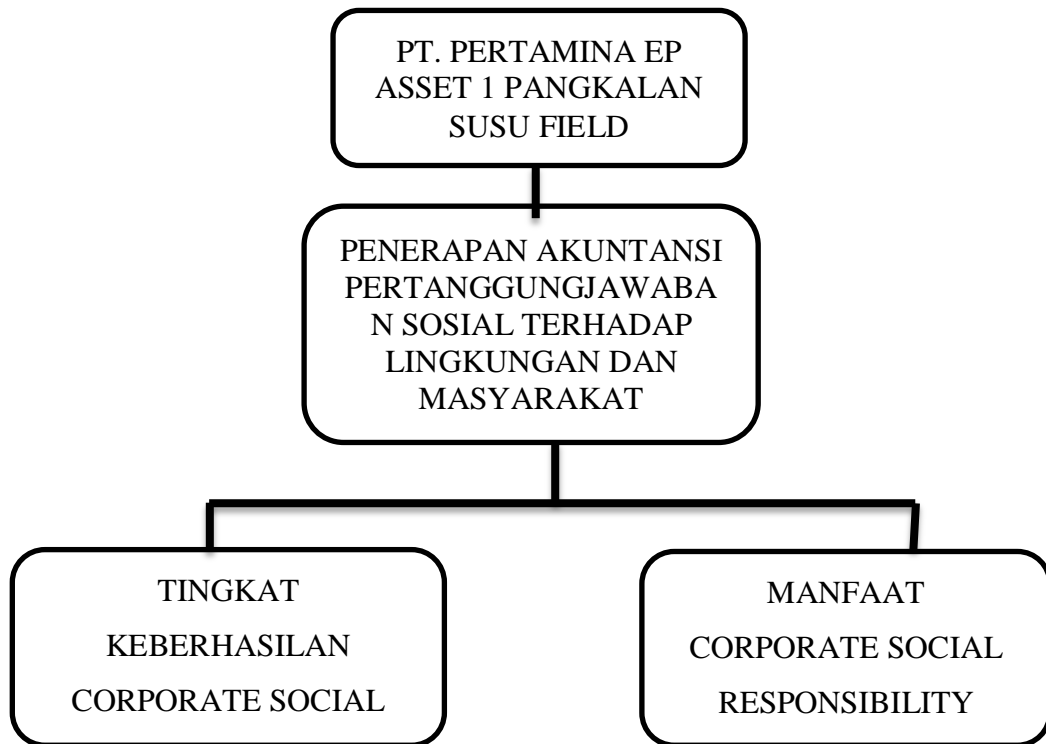 PT. PERTAMINA EP
ASSET 1 PANGKALAN
SUSU FIELD
PENERAPAN AKUNTANSI
PERTANGGUNGJAWABA
N SOSIAL TERHADAP
LINGKUNGAN DAN
MASYARAKAT
TINGKAT
KEBERHASILAN
CORPORATE SOCIAL
MANFAAT
CORPORATE SOCIAL
RESPONSIBILITY